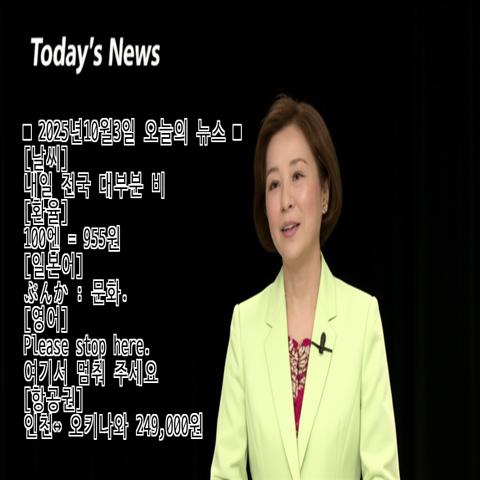 Today's News
□ 2025년10월3일 오늘의 뉴스 □
[날씨]
내일 전국 대부분 비
[환율]
100엔 = 955원
[일본어]
ぶんか : 문화.
[영어]
Please stop here.
여기서 멈춰 주세요
[항공권]
인천↔ 오키나와 249,000원